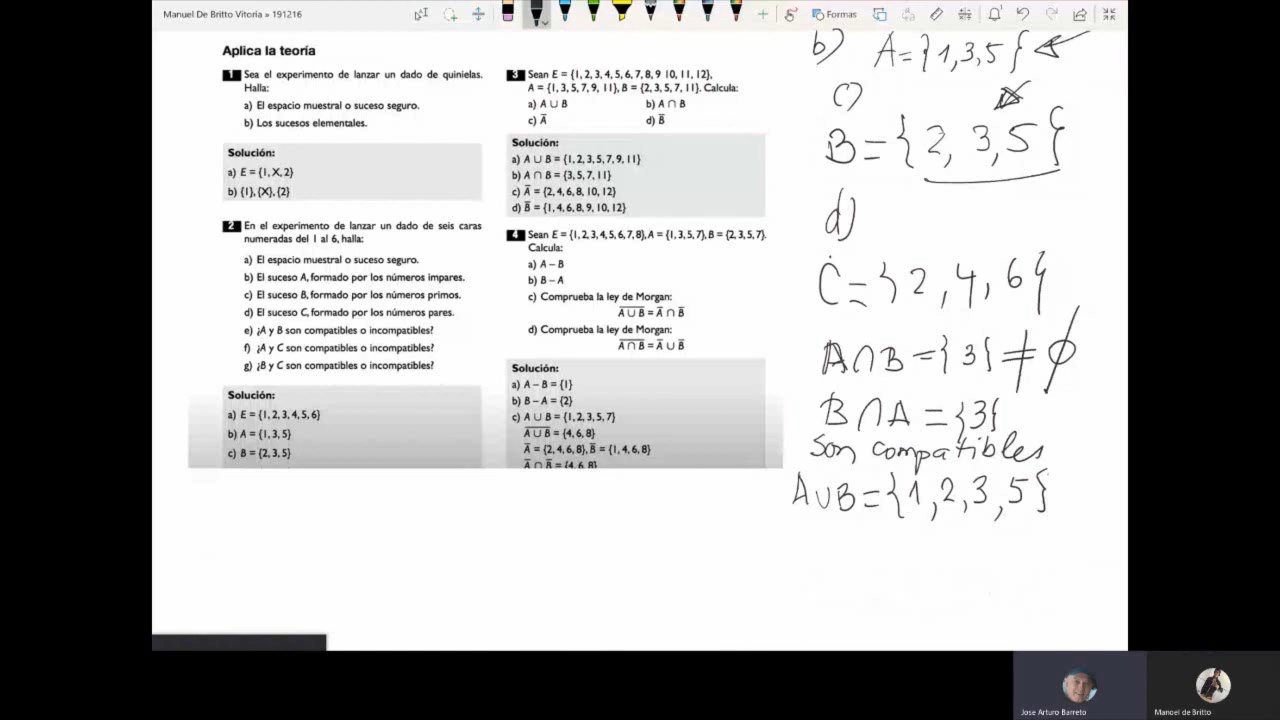 Manuel De Britto Vitoria » 191216
Formas
Aplica la teoría
1 Sea el experimento de lanzar un dado de quinielas.
Halla:
a) El espacio muestral o suceso seguro.
b) Los sucesos elementales.
Solución:
a) E = {1, X, 2}
b) {1}, {X}, {2}
2 En el experimento de lanzar un dado de seis caras
numeradas del 1 al 6, halla:
a) El espacio muestral o suceso seguro.
b) El suceso A, formado por los números impares.
c) El suceso B, formado por los números primos.
d) El suceso C, formado por los números pares.
e) ¿A y B son compatibles o incompatibles?
f) ¿A y C son compatibles o incompatibles?
g) ¿B y C son compatibles o incompatibles?
Solución:
a) E = {1, 2, 3, 4, 5, 6}
b) A = {1, 3, 5}
c) B = {2, 3, 5}
3 Sean E = {1, 2, 3, 4, 5, 6, 7, 8, 9 10, 11, 12},
A = {1, 3, 5, 7, 9, 11}, B = {2, 3, 5, 7, 11}. Calcula:
a) A ∪ B b) A ∩ B
c) A̅ d) B̅
Solución:
a) A ∪ B = {1, 2, 3, 5, 7, 9, 11}
b) A ∩ B = {3, 5, 7, 11}
c) A̅ = {2, 4, 6, 8, 10, 12}
d) B̅ = {1, 4, 6, 8, 9, 10, 12}
4 Sean E = {1, 2, 3, 4, 5, 6, 7, 8}, A = {1, 3, 5, 7}, B = {2, 3, 5, 7}.
Calcula:
a) A – B
b) B – A
c) Comprueba la ley de Morgan:
A̅ ̅∪̅ ̅B̅ = A̅ ∩ B̅
d) Comprueba la ley de Morgan:
A̅ ̅∩̅ ̅B̅ = A̅ ∪ B̅
Solución:
a) A – B = {1}
b) B – A = {2}
c) A ∪ B = {1, 2, 3, 5, 7}
A̅ ̅∪̅ ̅B̅ = {4, 6, 8}
A̅ = {2, 4, 6, 8}, B̅ = {1, 4, 6, 8}
A̅ ∩ B̅ = {4, 6, 8}
b) A = {1, 3, 5}
c)
B = {2, 3, 5}
d)
C = {2, 4, 6}
A ∩ B = {3} ≠ ∅
B ∩ A = {3}
son compatibles
A∪B = {1, 2, 3, 5}
Jose Arturo Barreto
Manoel de Britto